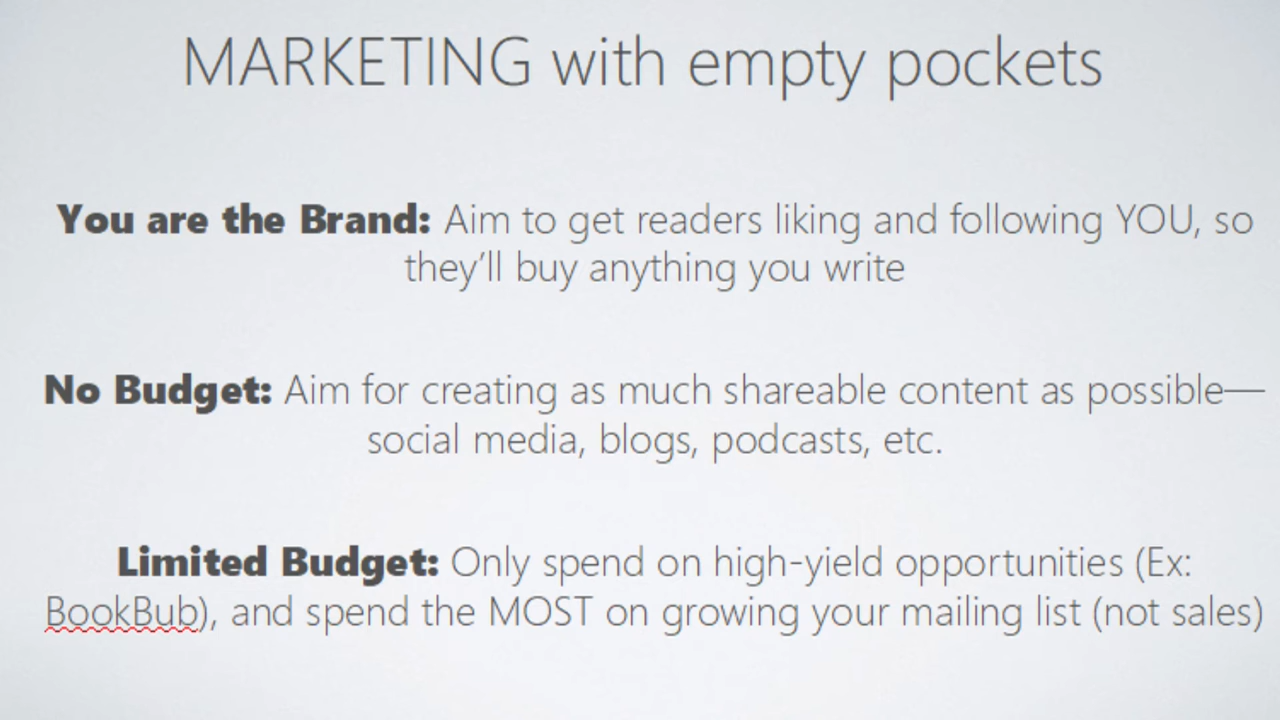 MARKETING with empty pockets
You are the Brand: Aim to get readers liking and following YOU, so
they’ll buy anything you write
No Budget: Aim for creating as much shareable content as possible—
social media, blogs, podcasts, etc.
Limited Budget: Only spend on high-yield opportunities (Ex:
BookBub), and spend the MOST on growing your mailing list (not sales)